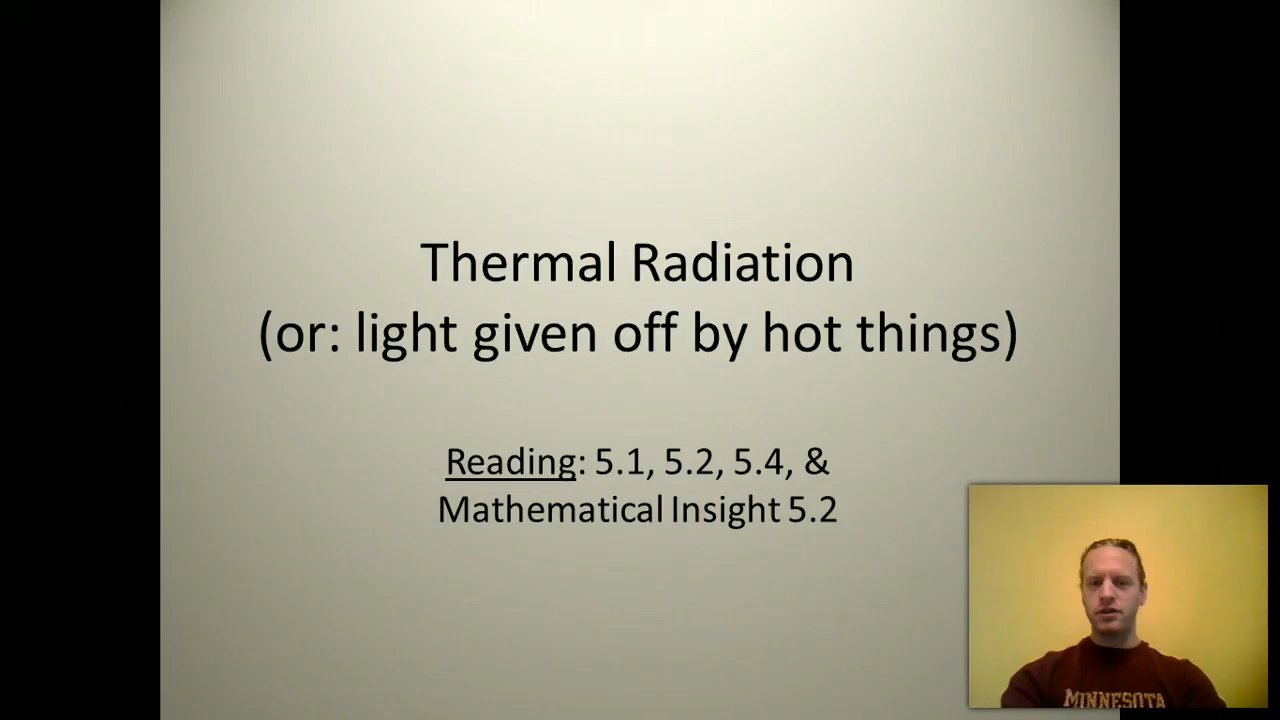 Thermal Radiation
(or: light given off by hot things)
Reading: 5.1, 5.2, 5.4, &
Mathematical Insight 5.2
MINNESOTA